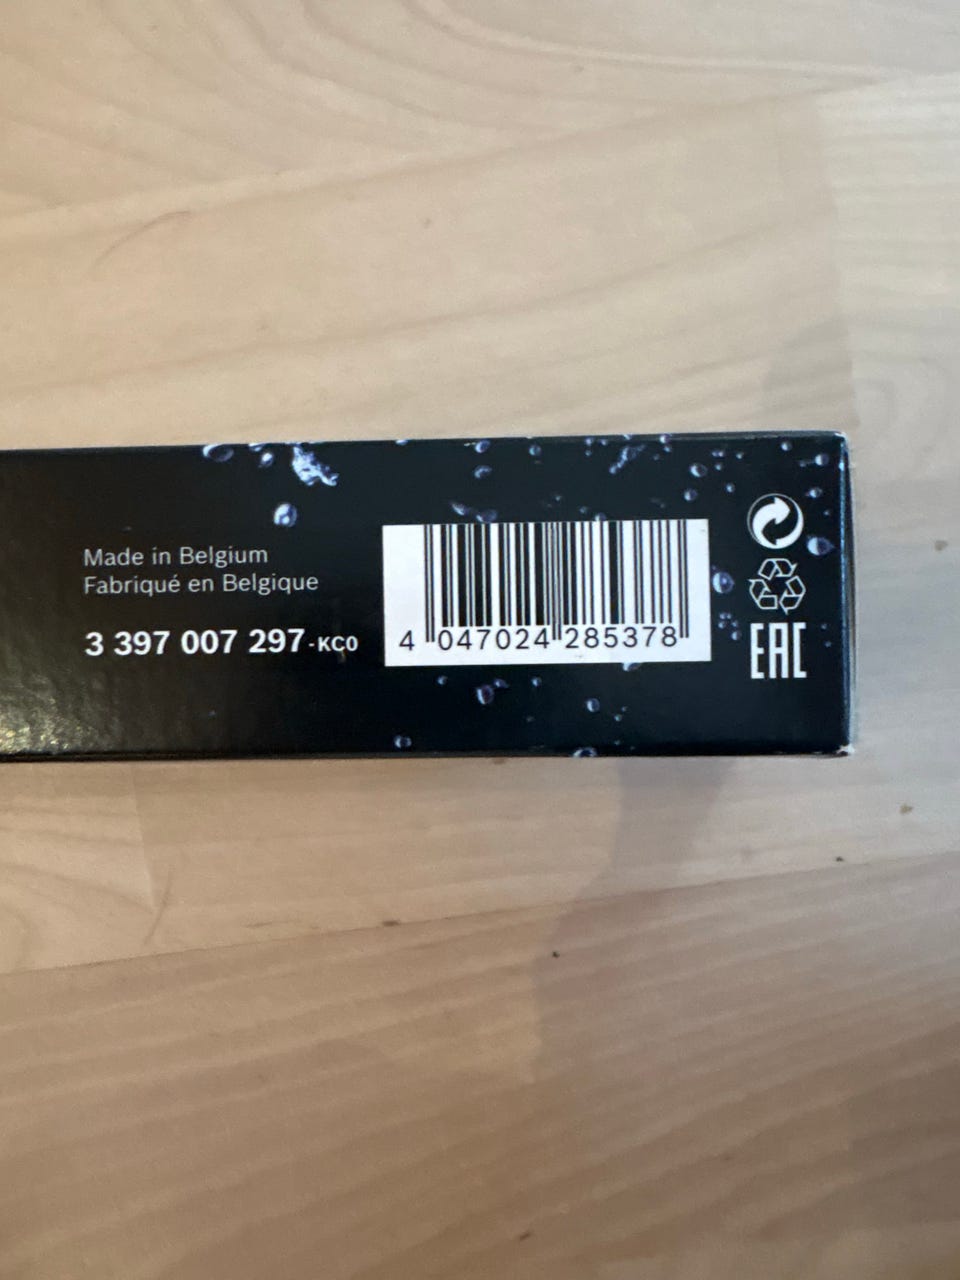 Made in Belgium
Fabriqué en Belgique
3 397 007 297-KC0
4 047024 285378
EAC